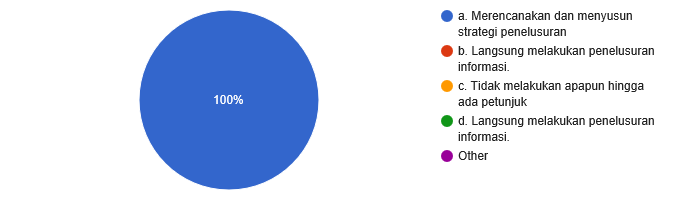 100%
a. Merencanakan dan menyusun
strategi penelusuran
b. Langsung melakukan penelusuran
informasi.
c. Tidak melakukan apapun hingga
ada petunjuk
d. Langsung melakukan penelusuran
informasi.
Other